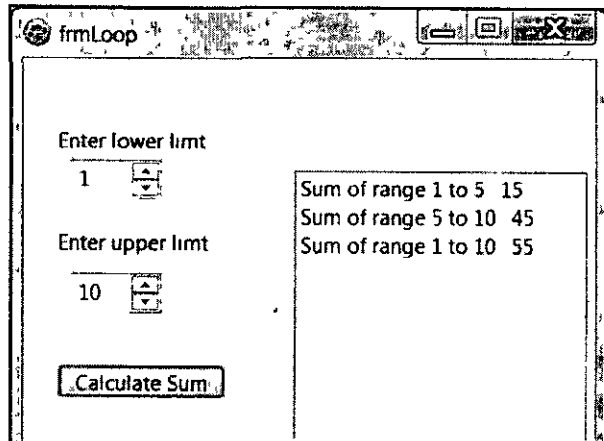 frmLoop
Enter lower limt
1
Enter upper limt
10
Calculate Sum
Sum of range 1 to 5 15
Sum of range 5 to 10 45
Sum of range 1 to 10 55